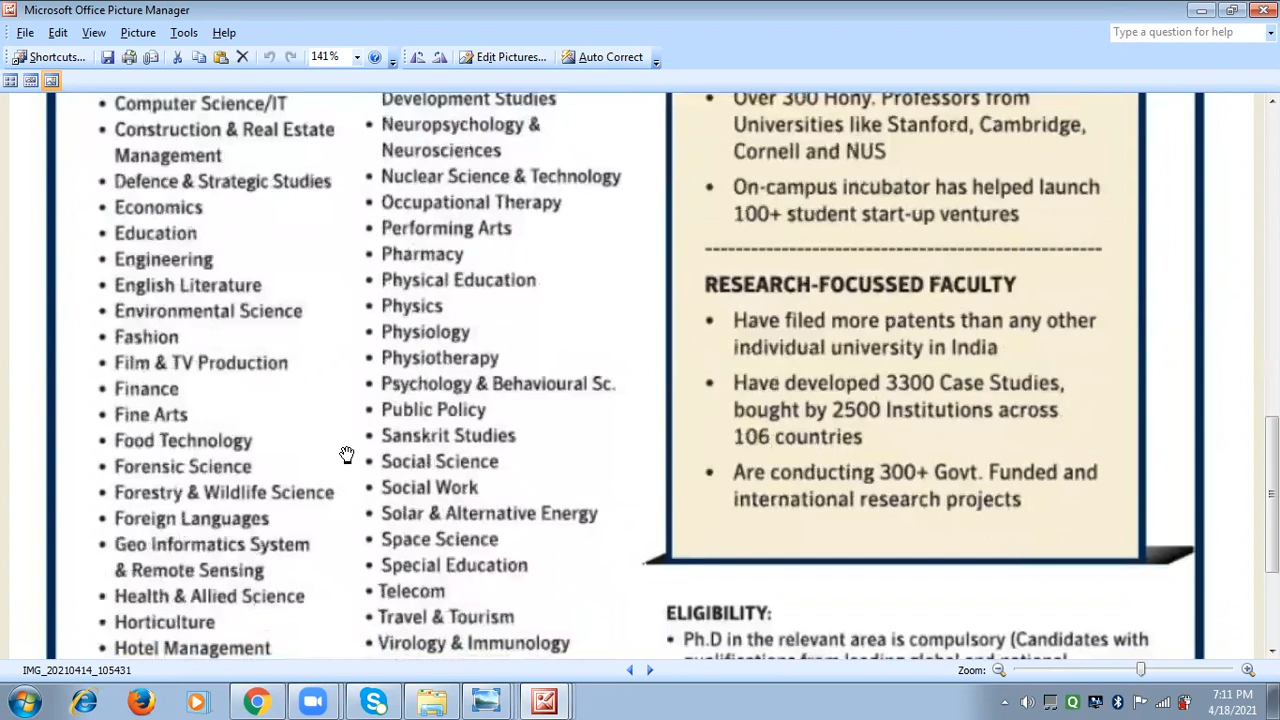 Microsoft Office Picture Manager
File Edit View Picture Tools Help
Type a question for help
Shortcuts... 141% Edit Pictures... Auto Correct
Computer Science/IT
Construction & Real Estate
Management
Defence & Strategic Studies
Economics
Education
Engineering
English Literature
Environmental Science
Fashion
Film & TV Production
Finance
Fine Arts
Food Technology
Forensic Science
Forestry & Wildlife Science
Foreign Languages
Geo Informatics System
& Remote Sensing
Health & Allied Science
Horticulture
Hotel Management
Development Studies
Neuropsychology &
Neurosciences
Nuclear Science & Technology
Occupational Therapy
Performing Arts
Pharmacy
Physical Education
Physics
Physiology
Physiotherapy
Psychology & Behavioural Sc.
Public Policy
Sanskrit Studies
Social Science
Social Work
Solar & Alternative Energy
Space Science
Special Education
Telecom
Travel & Tourism
Virology & Immunology
Over 300 Hony. Professors from
Universities like Stanford, Cambridge,
Cornell and NUS
On-campus incubator has helped launch
100+ student start-up ventures
RESEARCH-FOCUSSED FACULTY
Have filed more patents than any other
individual university in India
Have developed 3300 Case Studies,
bought by 2500 Institutions across
106 countries
Are conducting 300+ Govt. Funded and
international research projects
ELIGIBILITY:
Ph.D in the relevant area is compulsory (Candidates with
qualifications from leading global and national
IMG_20210414_105431
Zoom:
7:11 PM
4/18/2021